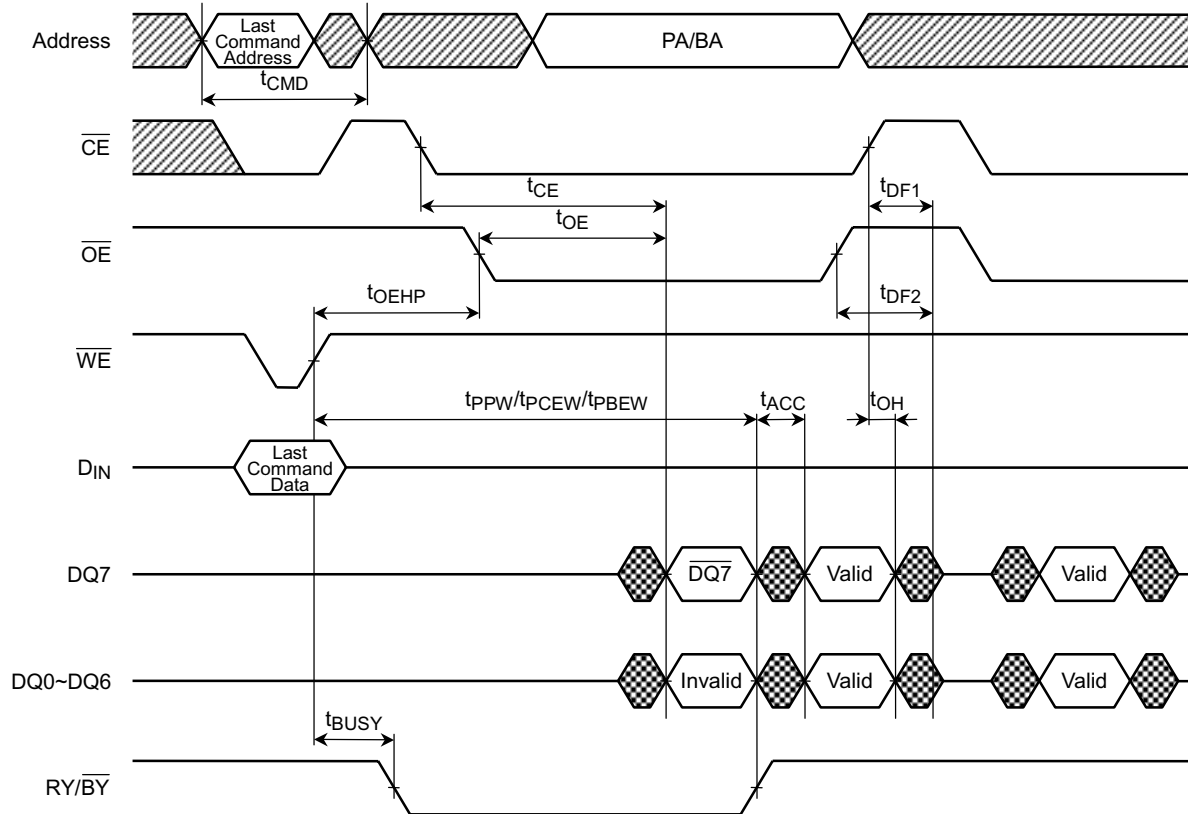 Address
Last
Command
Address
PA/BA
tCMD
CE
tCE
tDF1
tOE
OE
tOEHP
tDF2
WE
tPPW/tPCEW/tPBEW
tACC
tOH
DIN
Last
Command
Data
DQ7
DQ7
Valid
Valid
DQ0~DQ6
Invalid
Valid
Valid
tBUSY
RY/BY